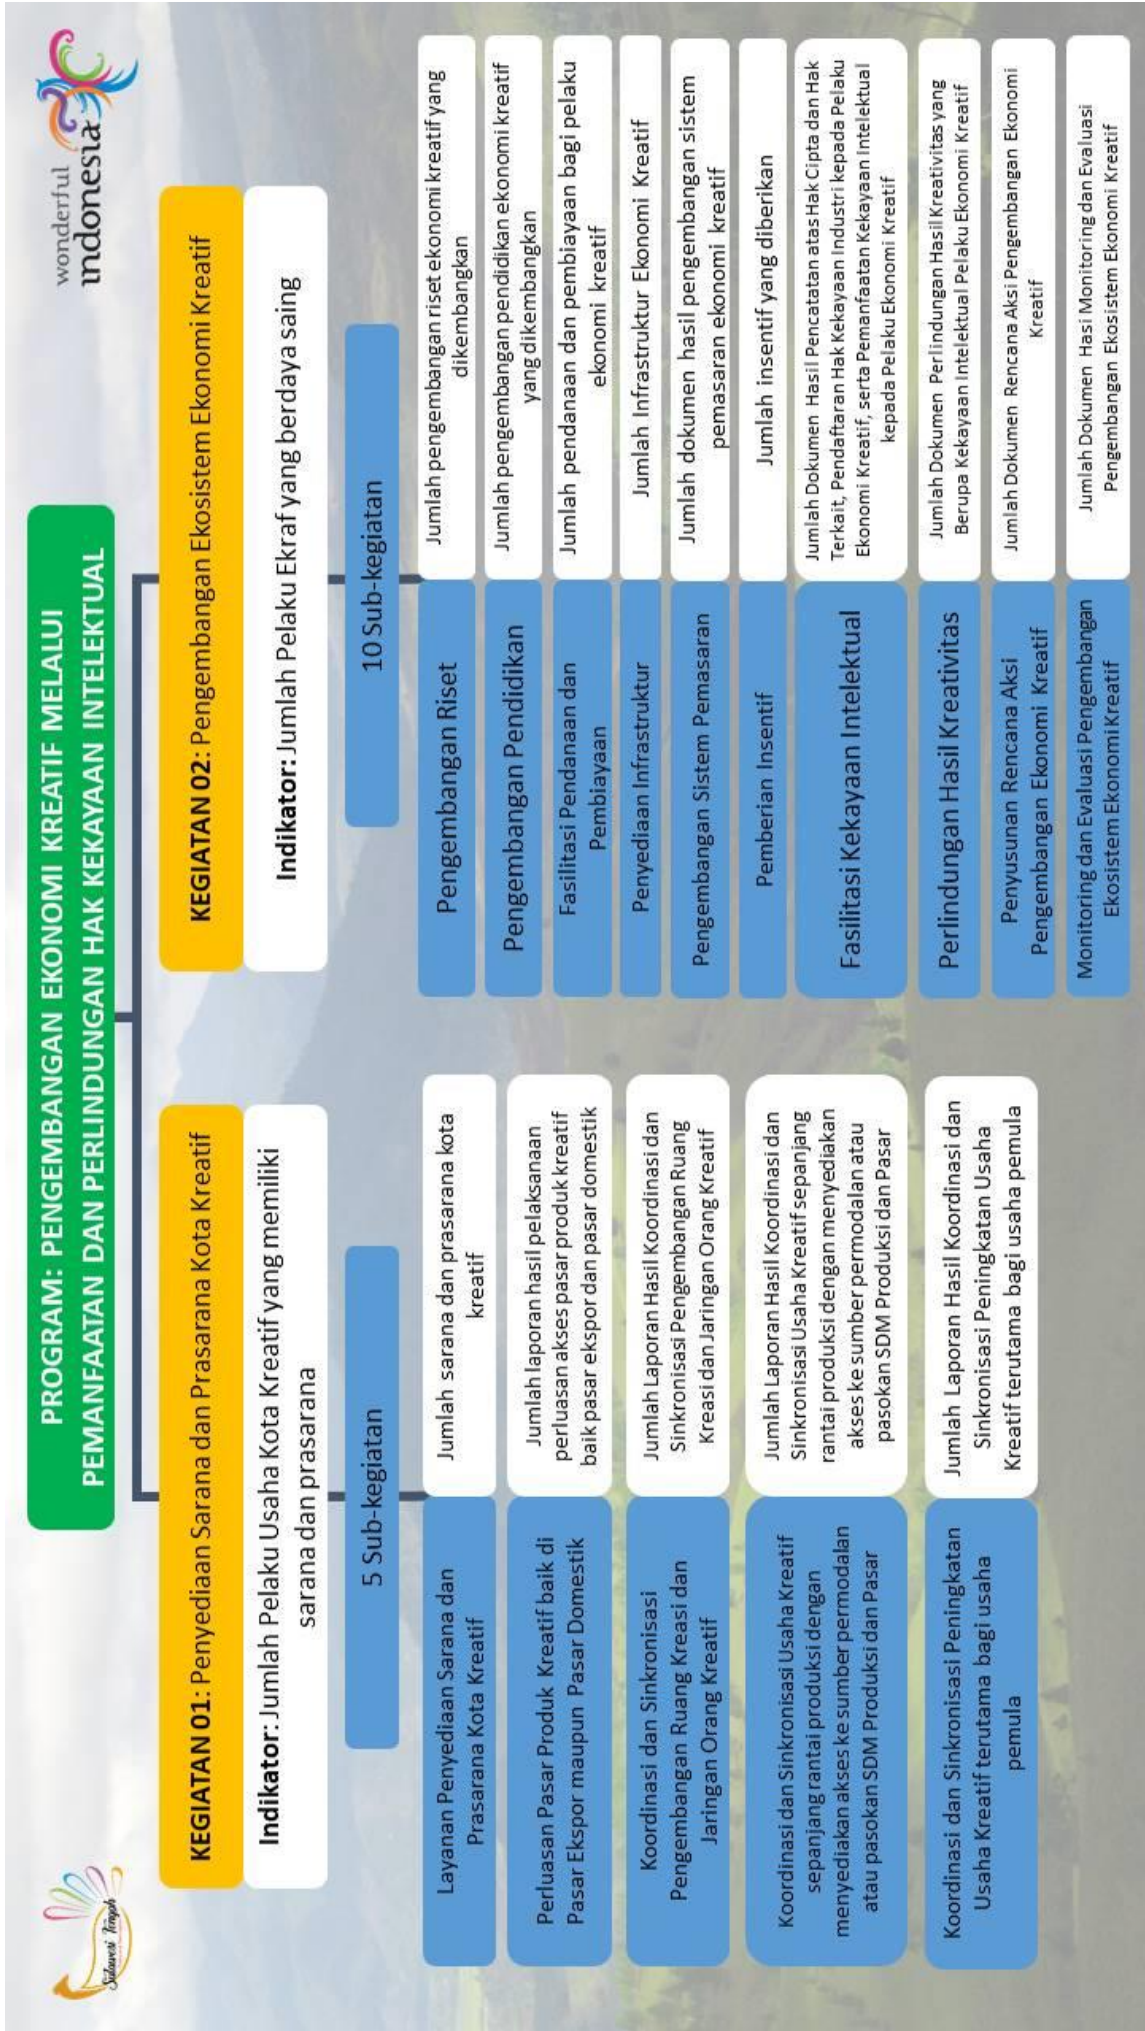 Sulawesi Tengah
wonderful
indonesia
PROGRAM: PENGEMBANGAN EKONOMI KREATIF MELALUI
PEMANFAATAN DAN PERLINDUNGAN HAK KEKAYAAN INTELEKTUAL
KEGIATAN 01: Penyediaan Sarana dan Prasarana Kota Kreatif
Indikator: Jumlah Pelaku Usaha Kota Kreatif yang memiliki
sarana dan prasarana
5 Sub-kegiatan
Layanan Penyediaan Sarana dan
Prasarana Kota Kreatif
Jumlah sarana dan prasarana kota
kreatif
Perluasan Pasar Produk Kreatif baik di
Pasar Ekspor maupun Pasar Domestik
Jumlah laporan hasil pelaksanaan
perluasan akses pasar produk kreatif
baik pasar ekspor dan pasar domestik
Koordinasi dan Sinkronisasi
Pengembangan Ruang Kreasi dan
Jaringan Orang Kreatif
Jumlah Laporan Hasil Koordinasi dan
Sinkronisasi Pengembangan Ruang
Kreasi dan Jaringan Orang Kreatif
Koordinasi dan Sinkronisasi Usaha Kreatif
sepanjang rantai produksi dengan
menyediakan akses ke sumber permodalan
atau pasokan SDM Produksi dan Pasar
Jumlah Laporan Hasil Koordinasi dan
Sinkronisasi Usaha Kreatif sepanjang
rantai produksi dengan menyediakan
akses ke sumber permodalan atau
pasokan SDM Produksi dan Pasar
Koordinasi dan Sinkronisasi Peningkatan
Usaha Kreatif terutama bagi usaha
pemula
Jumlah Laporan Hasil Koordinasi dan
Sinkronisasi Peningkatan Usaha
Kreatif terutama bagi usaha pemula
KEGIATAN 02: Pengembangan Ekosistem Ekonomi Kreatif
Indikator: Jumlah Pelaku Ekraf yang berdaya saing
10 Sub-kegiatan
Pengembangan Riset
Jumlah pengembangan riset ekonomi kreatif yang
dikembangkan
Pengembangan Pendidikan
Jumlah pengembangan pendidikan ekonomi kreatif
yang dikembangkan
Fasilitasi Pendanaan dan
Pembiayaan
Jumlah pendanaan dan pembiayaan bagi pelaku
ekonomi kreatif
Penyediaan Infrastruktur
Jumlah Infrastruktur Ekonomi Kreatif
Pengembangan Sistem Pemasaran
Jumlah dokumen hasil pengembangan sistem
pemasaran ekonomi kreatif
Pemberian Insentif
Jumlah insentif yang diberikan
Fasilitasi Kekayaan Intelektual
Jumlah Dokumen Hasil Pencatatan atas Hak Cipta dan Hak
Terkait, Pendaftaran Hak Kekayaan Industri kepada Pelaku
Ekonomi Kreatif, serta Pemanfaatan Kekayaan Intelektual
kepada Pelaku Ekonomi Kreatif
Perlindungan Hasil Kreativitas
Jumlah Dokumen Perlindungan Hasil Kreativitas yang
Berupa Kekayaan Intelektual Pelaku Ekonomi Kreatif
Penyusunan Rencana Aksi
Pengembangan Ekonomi Kreatif
Jumlah Dokumen Rencana Aksi Pengembangan Ekonomi
Kreatif
Monitoring dan Evaluasi Pengembangan
Ekosistem Ekonomi Kreatif
Jumlah Dokumen Hasi Monitoring dan Evaluasi
Pengembangan Ekosistem Ekonomi Kreatif